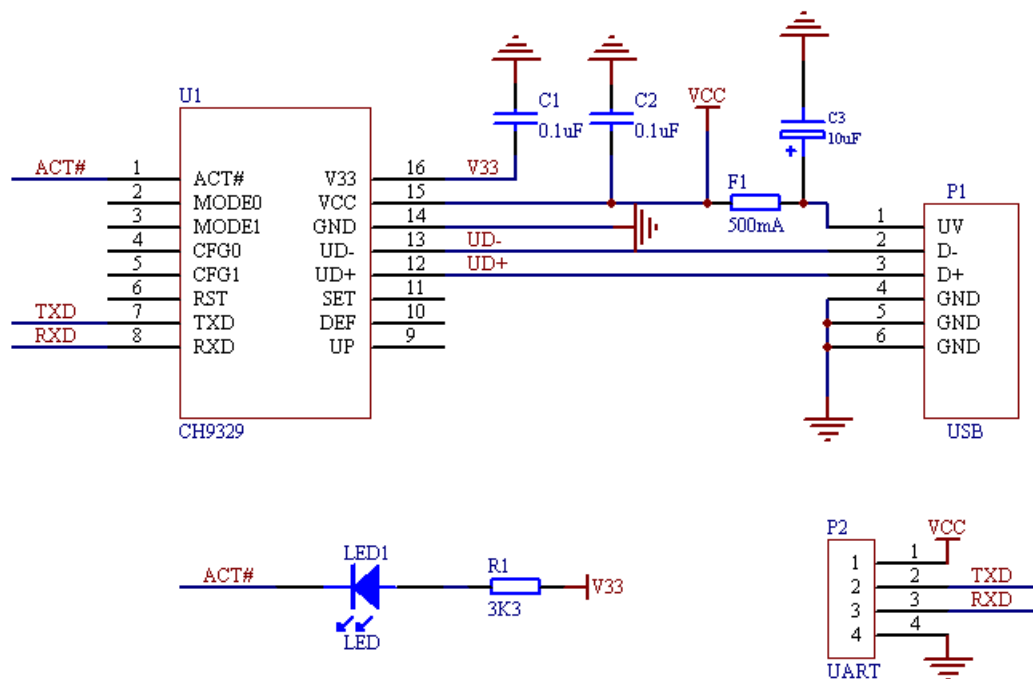 U1
ACT# 1 ACT# V33 16 V33
2 MODE0 VCC 15
3 MODE1 GND 14
4 CFG0 UD- 13 UD-
5 CFG1 UD+ 12 UD+
6 RST SET 11
TXD 7 TXD DEF 10
RXD 8 RXD UP 9
CH9329
C1
0.1uF
C2
0.1uF
VCC
F1
500mA
C3
10uF
+
P1
1 UV
2 D-
3 D+
4 GND
5 GND
6 GND
USB
ACT#
LED1
LED
R1
3K3
V33
P2
VCC
1 1
2 2 TXD
3 3 RXD
4 4
UART